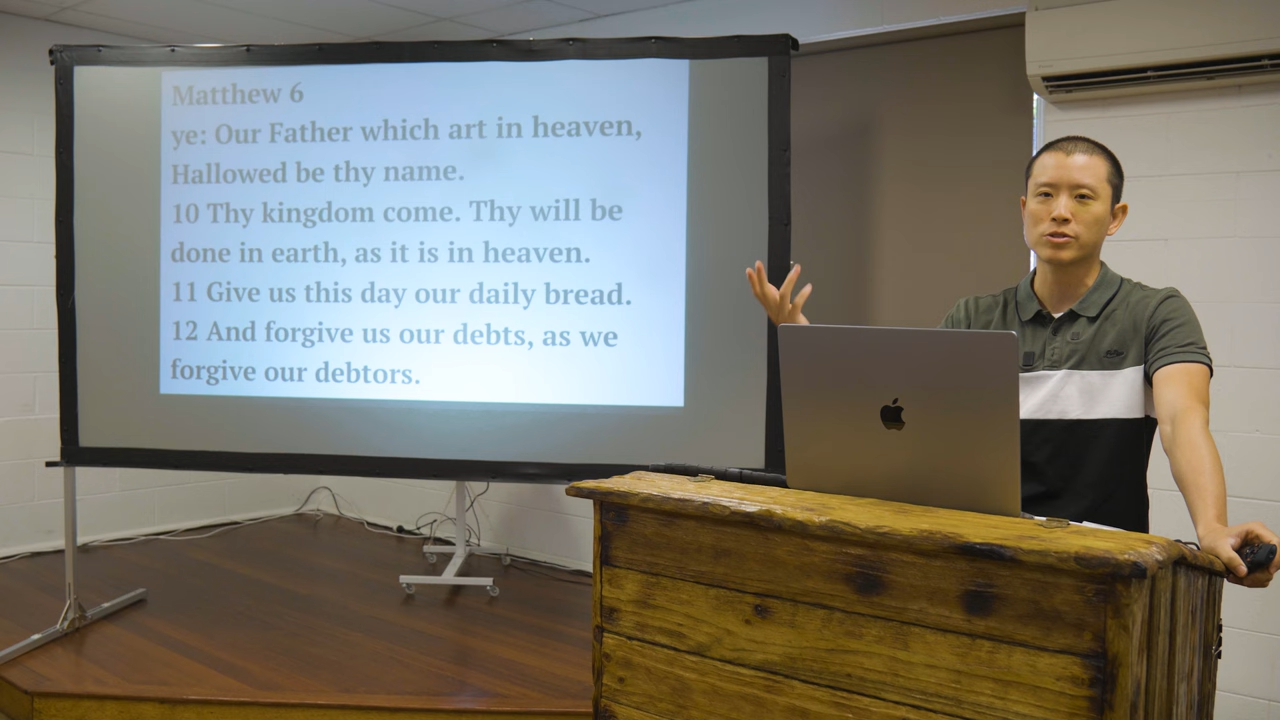 Matthew 6
ye: Our Father which art in heaven,
Hallowed be thy name.
10 Thy kingdom come. Thy will be
done in earth, as it is in heaven.
11 Give us this day our daily bread.
12 And forgive us our debts, as we
forgive our debtors.